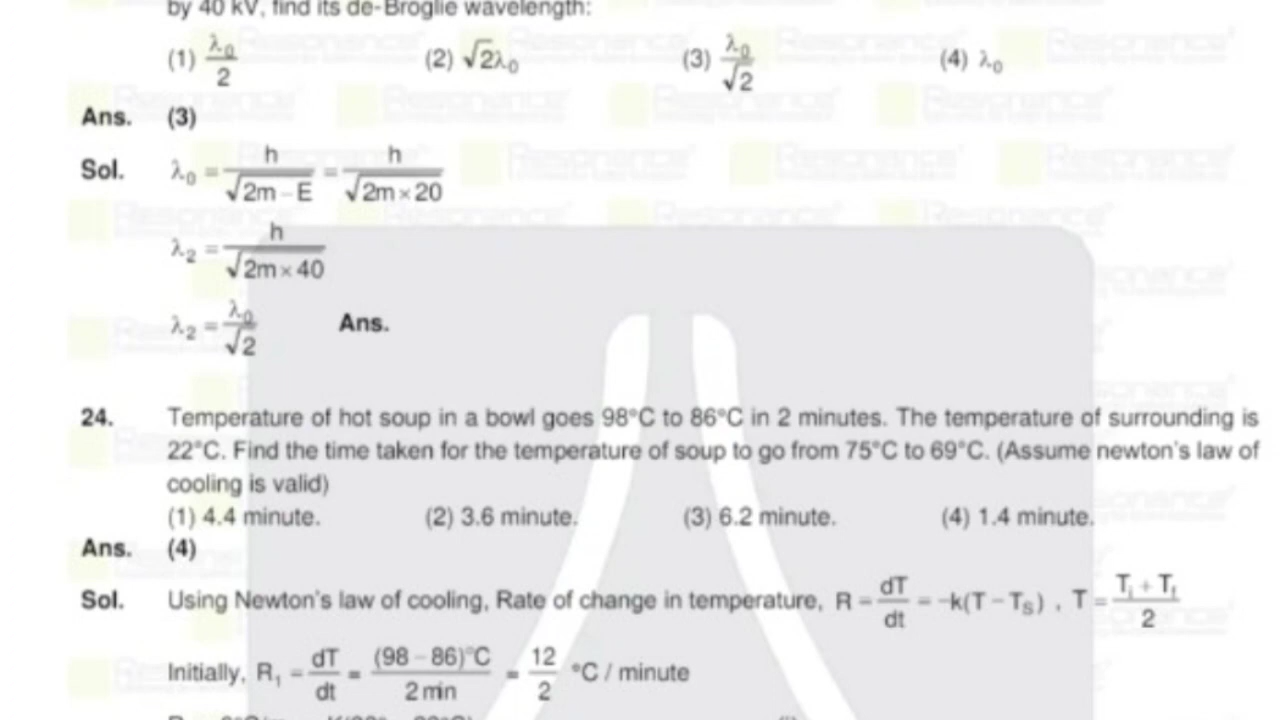 by 40 kV, find its de-Broglie wavelength:
(1) λ₀/2 (2) √2λ₀ (3) λ₀/√2 (4) λ₀
Ans. (3)
Sol. λ₀ = h/√(2m – E) = h/√(2m × 20)
λ₂ = h/√(2m × 40)
λ₂ = λ₀/√2 Ans.
24. Temperature of hot soup in a bowl goes 98°C to 86°C in 2 minutes. The temperature of surrounding is
22°C. Find the time taken for the temperature of soup to go from 75°C to 69°C. (Assume newton's law of
cooling is valid)
(1) 4.4 minute. (2) 3.6 minute. (3) 6.2 minute. (4) 1.4 minute.
Ans. (4)
Sol. Using Newton's law of cooling, Rate of change in temperature, R = dT/dt = –k(T – Tₛ) , T = (Tᵢ + T_f)/2
Initially, R₁ = dT/dt = (98 – 86)°C/2 min = 12/2 °C / minute